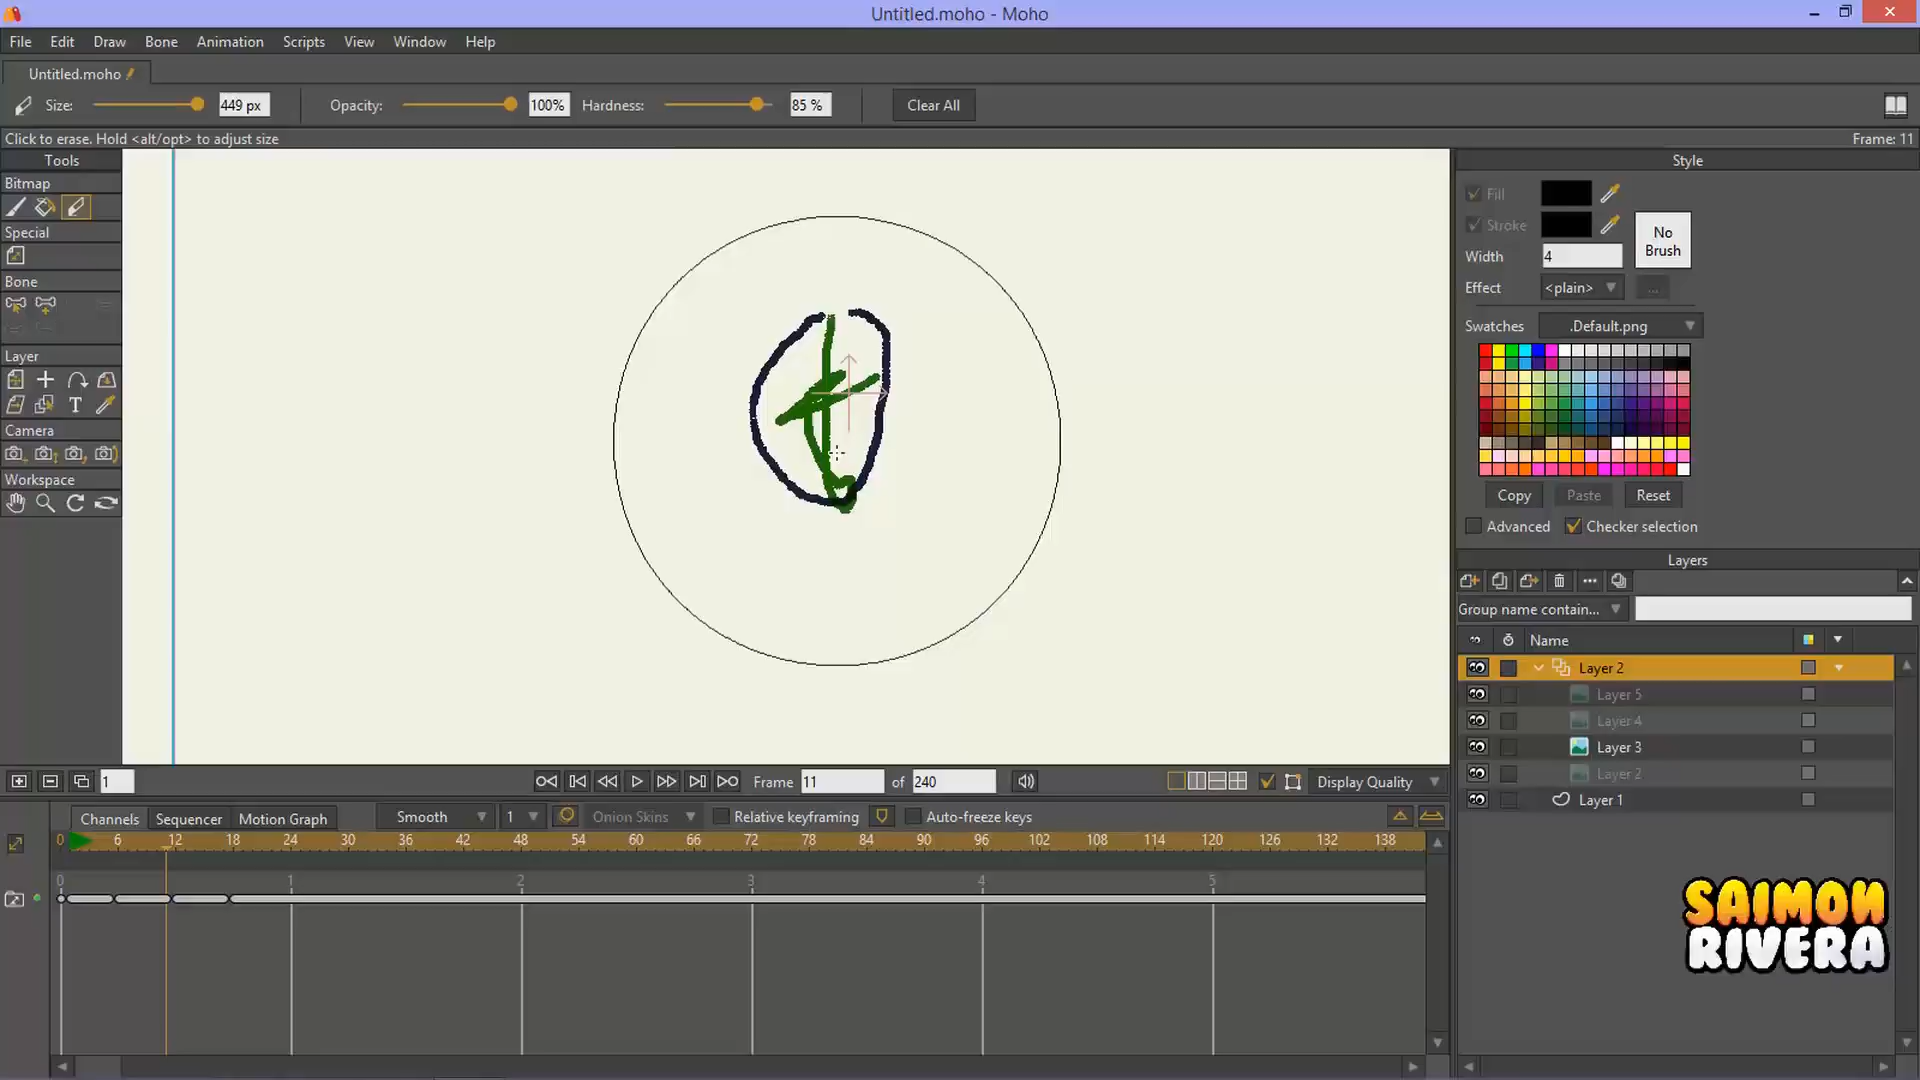 Untitled.moho - Moho
File Edit Draw Bone Animation Scripts View Window Help
Untitled.moho
Size: 449 px Opacity: 100% Hardness: 85 % Clear All
Click to erase. Hold <alt/opt> to adjust size Frame: 11
Tools
Bitmap
Special
Bone
Layer
T
Camera
Workspace
Style
Fill
Stroke
No
Brush
Width 4
Effect <plain> ...
Swatches .Default.png
Copy Paste Reset
Advanced Checker selection
Layers
Group name contain...
Name
Layer 2
Layer 5
Layer 4
Layer 3
Layer 2
Layer 1
1 Frame 11 of 240 Display Quality
Channels Sequencer Motion Graph Smooth 1 Onion Skins Relative keyframing Auto-freeze keys
0 6 12 18 24 30 36 42 48 54 60 66 72 78 84 90 96 102 108 114 120 126 132 138
0 1 2 3 4 5
SAIMON
RIVERA